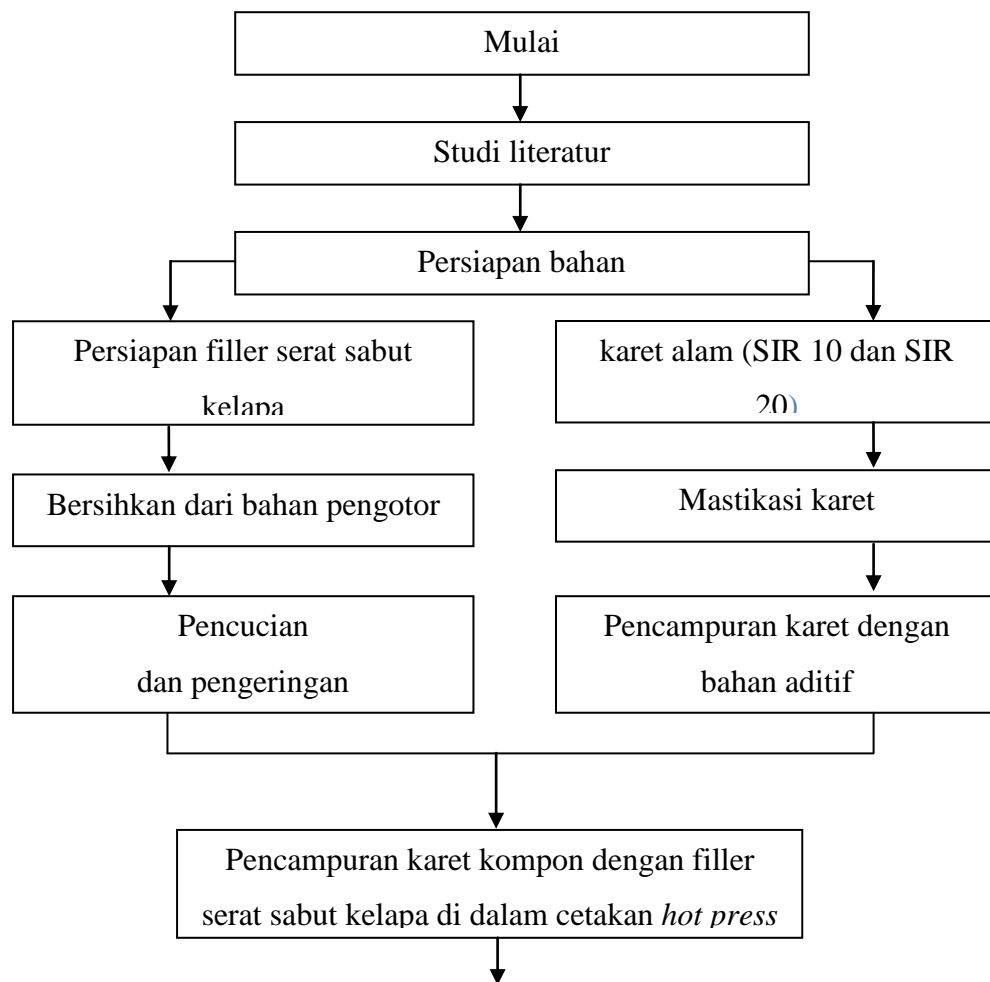 Mulai
Studi literatur
Persiapan bahan
Persiapan filler serat sabut
kelapa
karet alam (SIR 10 dan SIR
20)
Bersihkan dari bahan pengotor
Mastikasi karet
Pencucian
dan pengeringan
Pencampuran karet dengan
bahan aditif
Pencampuran karet kompon dengan filler
serat sabut kelapa di dalam cetakan hot press